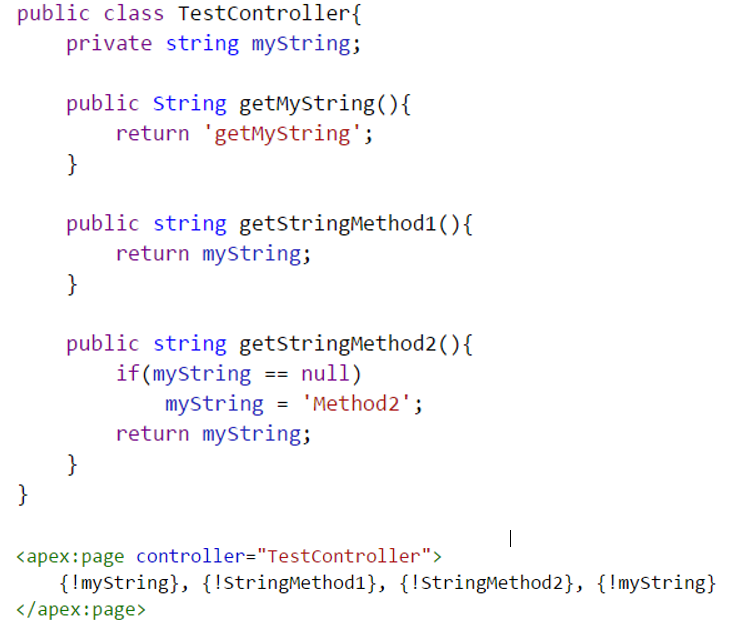 public class TestController{
private string myString;
public String getMyString(){
return 'getMyString';
}
public string getStringMethod1(){
return myString;
}
public string getStringMethod2(){
if(myString == null)
myString = 'Method2';
return myString;
}
}
<apex:page controller="TestController">
{!myString}, {!StringMethod1}, {!StringMethod2}, {!myString}
</apex:page>